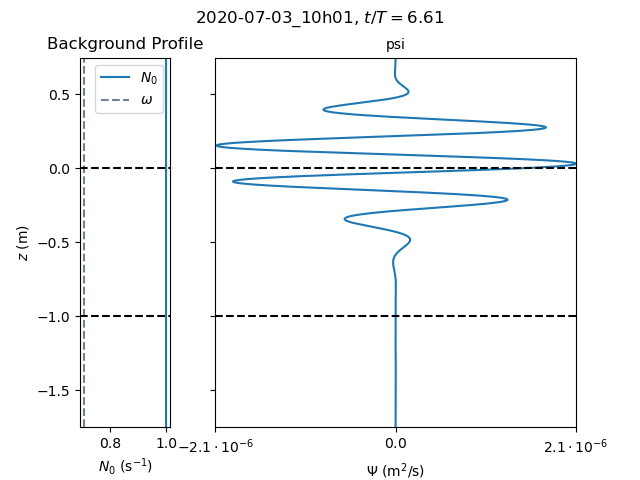 2020-07-03_10h01, t/T = 6.61
Background Profile
psi
N₀
ω
0.5
0.0
−0.5
−1.0
−1.5
z (m)
0.8
1.0
N₀ (s⁻¹)
−2.1 · 10⁻⁶
0.0
2.1 · 10⁻⁶
Ψ (m²/s)